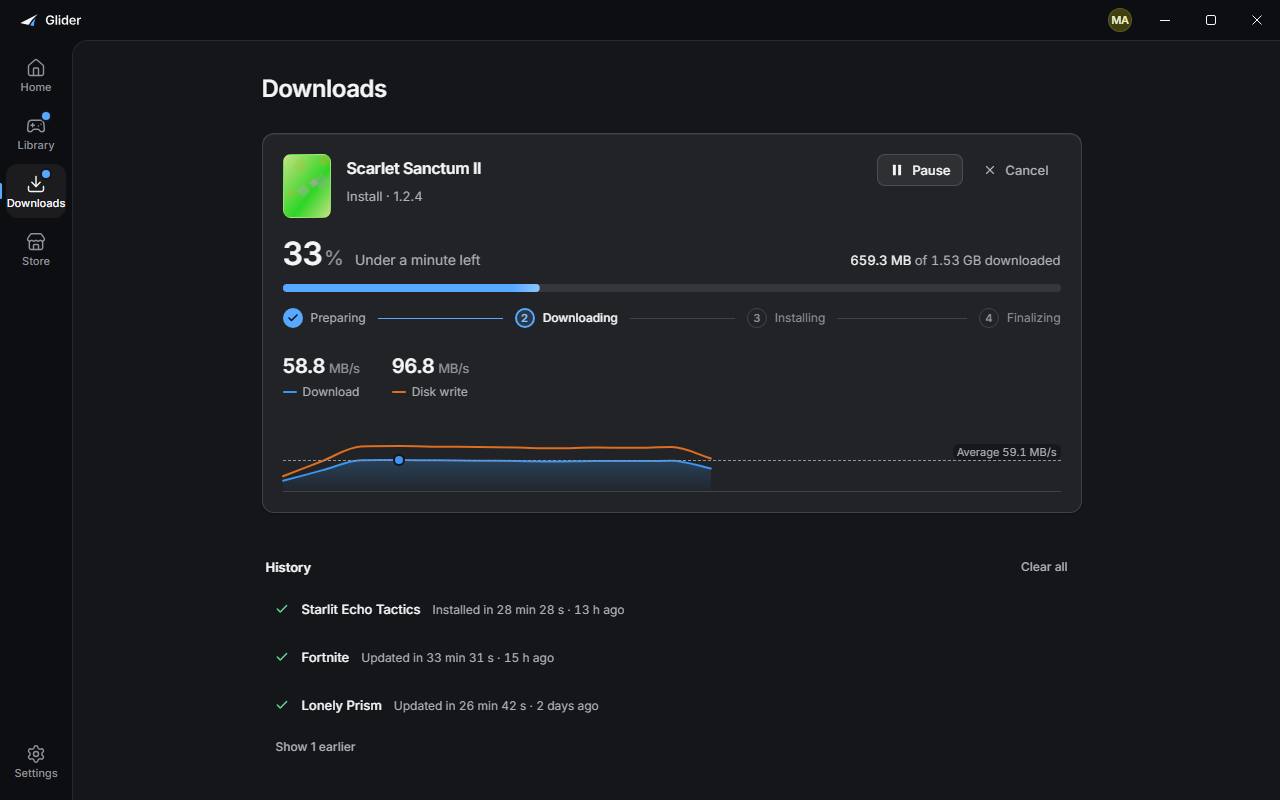 Glider
MA
Home
Library
Downloads
Store
Settings
Downloads
Scarlet Sanctum II
Install · 1.2.4
Pause
Cancel
33% Under a minute left
659.3 MB of 1.53 GB downloaded
Preparing
2 Downloading
3 Installing
4 Finalizing
58.8 MB/s
Download
96.8 MB/s
Disk write
Average 59.1 MB/s
History
Clear all
Starlit Echo Tactics Installed in 28 min 28 s · 13 h ago
Fortnite Updated in 33 min 31 s · 15 h ago
Lonely Prism Updated in 26 min 42 s · 2 days ago
Show 1 earlier